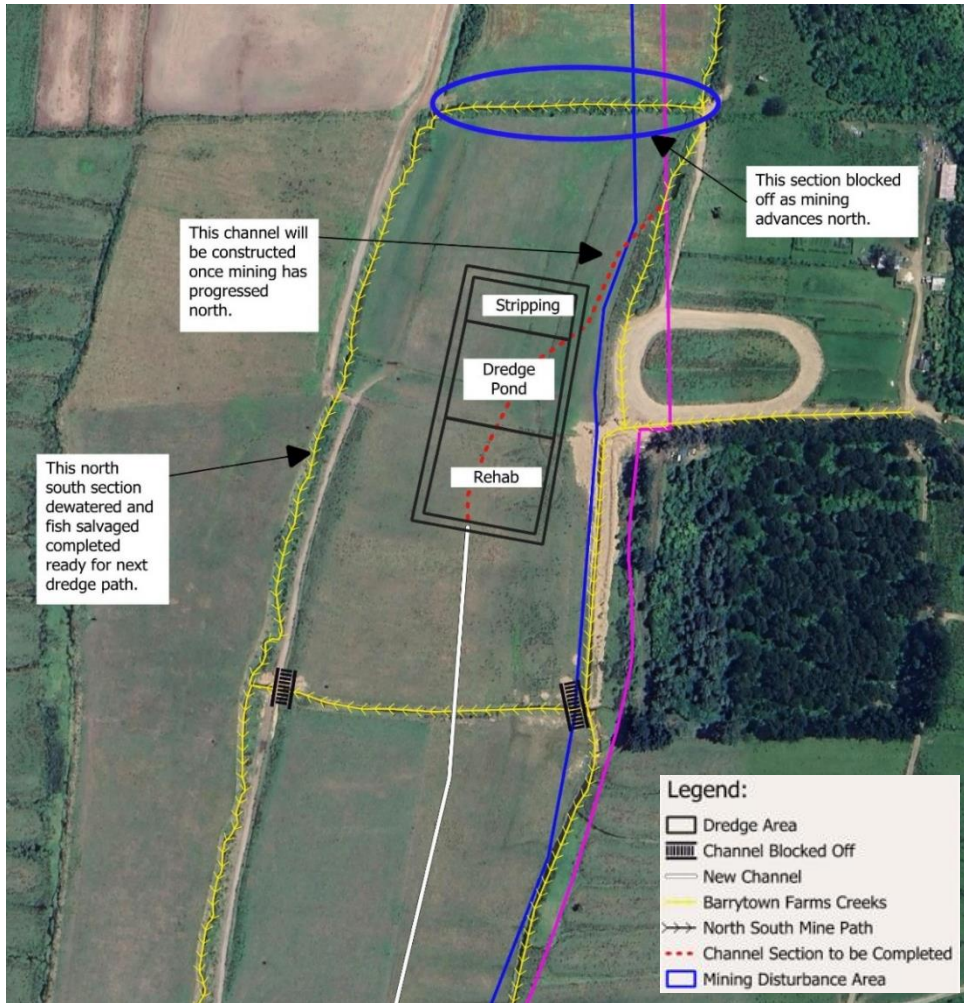 This section blocked
off as mining
advances north.
This channel will
be constructed
once mining has
progressed
north.
Stripping
Dredge
Pond
Rehab
This north
south section
dewatered and
fish salvaged
completed
ready for next
dredge path.
Legend:
Dredge Area
Channel Blocked Off
New Channel
Barrytown Farms Creeks
North South Mine Path
Channel Section to be Completed
Mining Disturbance Area